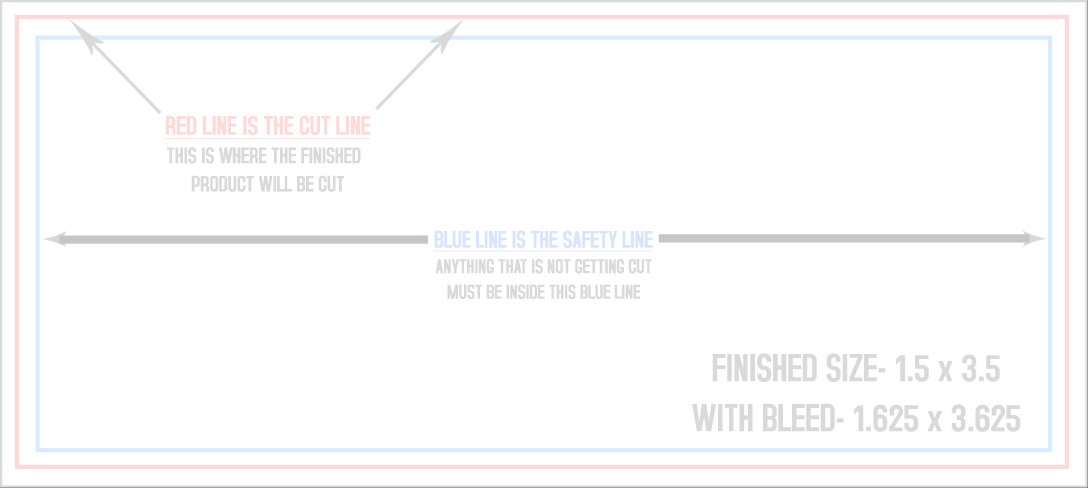 RED LINE IS THE CUT LINE
THIS IS WHERE THE FINISHED
PRODUCT WILL BE CUT
BLUE LINE IS THE SAFETY LINE
ANYTHING THAT IS NOT GETTING CUT
MUST BE INSIDE THIS BLUE LINE
FINISHED SIZE- 1.5 x 3.5
WITH BLEED- 1.625 x 3.625